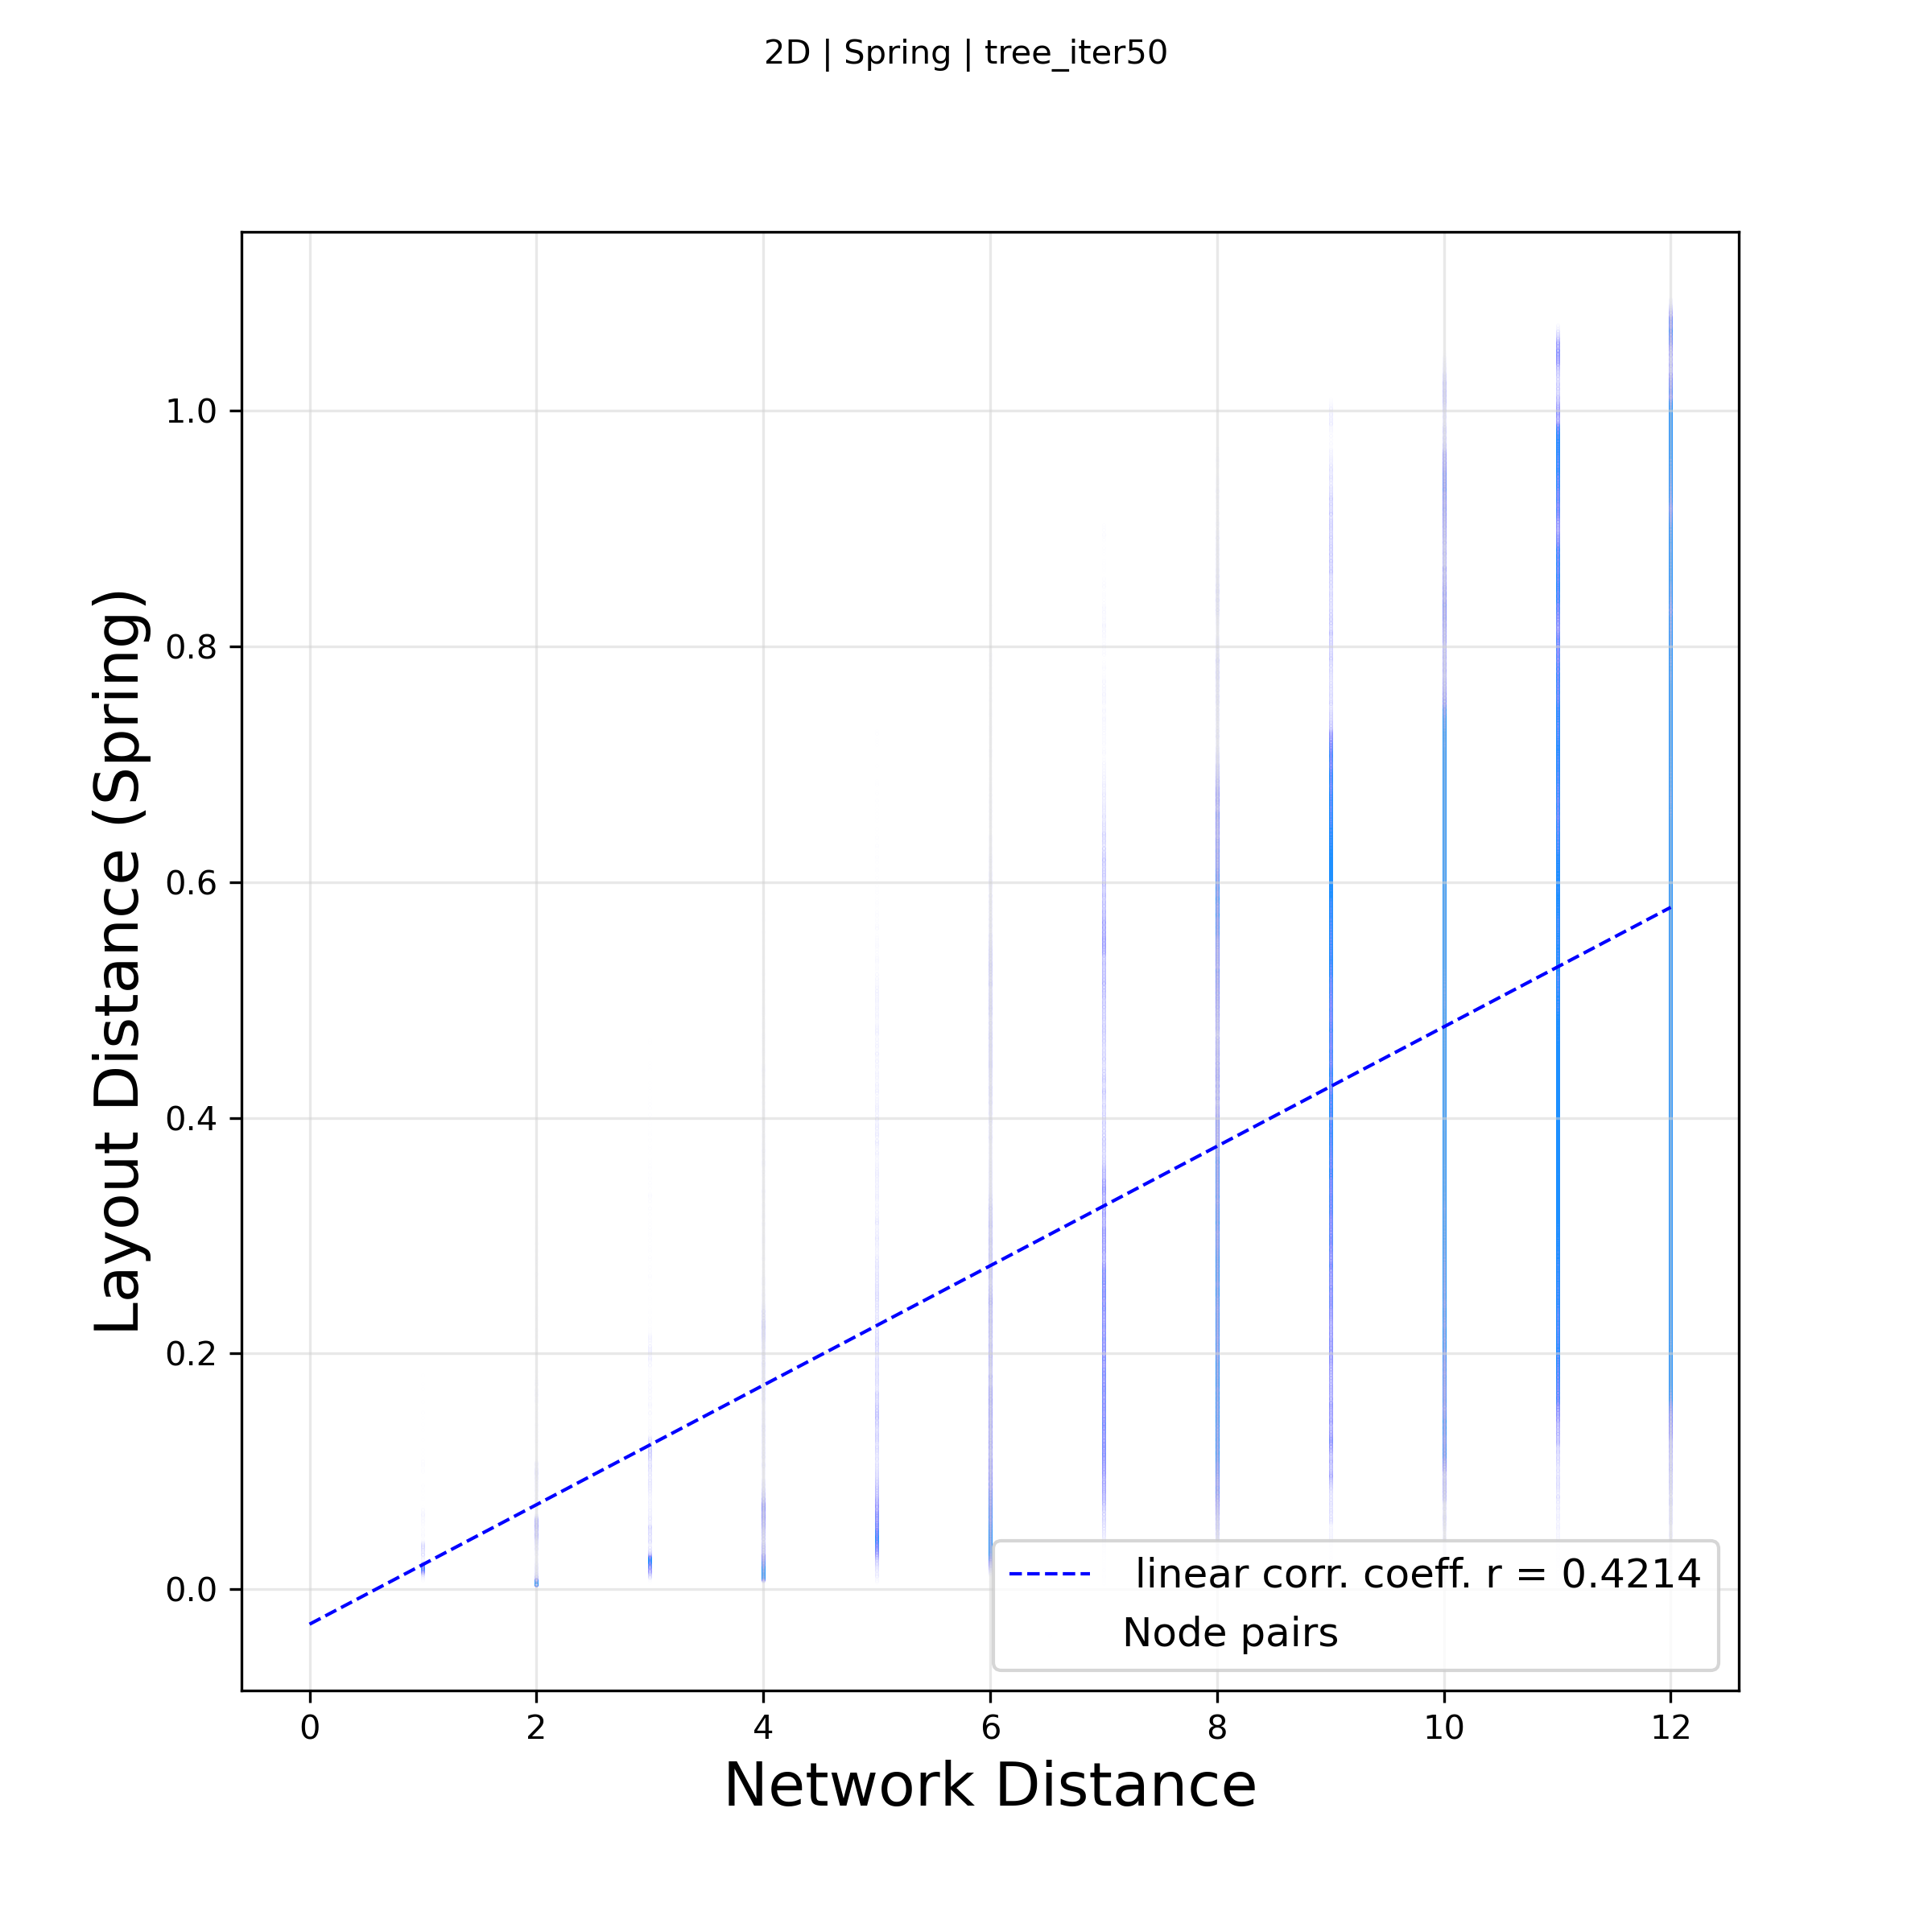 2D | Spring | tree_iter50
Layout Distance (Spring)
1.0
0.8
0.6
0.4
0.2
0.0
linear corr. coeff. r = 0.4214
Node pairs
0 2 4 6 8 10 12
Network Distance